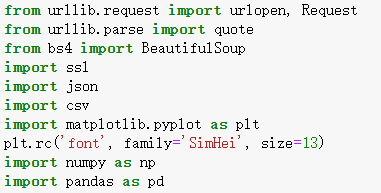 from urllib.request import urlopen, Request
from urllib.parse import quote
from bs4 import BeautifulSoup
import ssl
import json
import csv
import matplotlib.pyplot as plt
plt.rc('font', family='SimHei', size=13)
import numpy as np
import pandas as pd